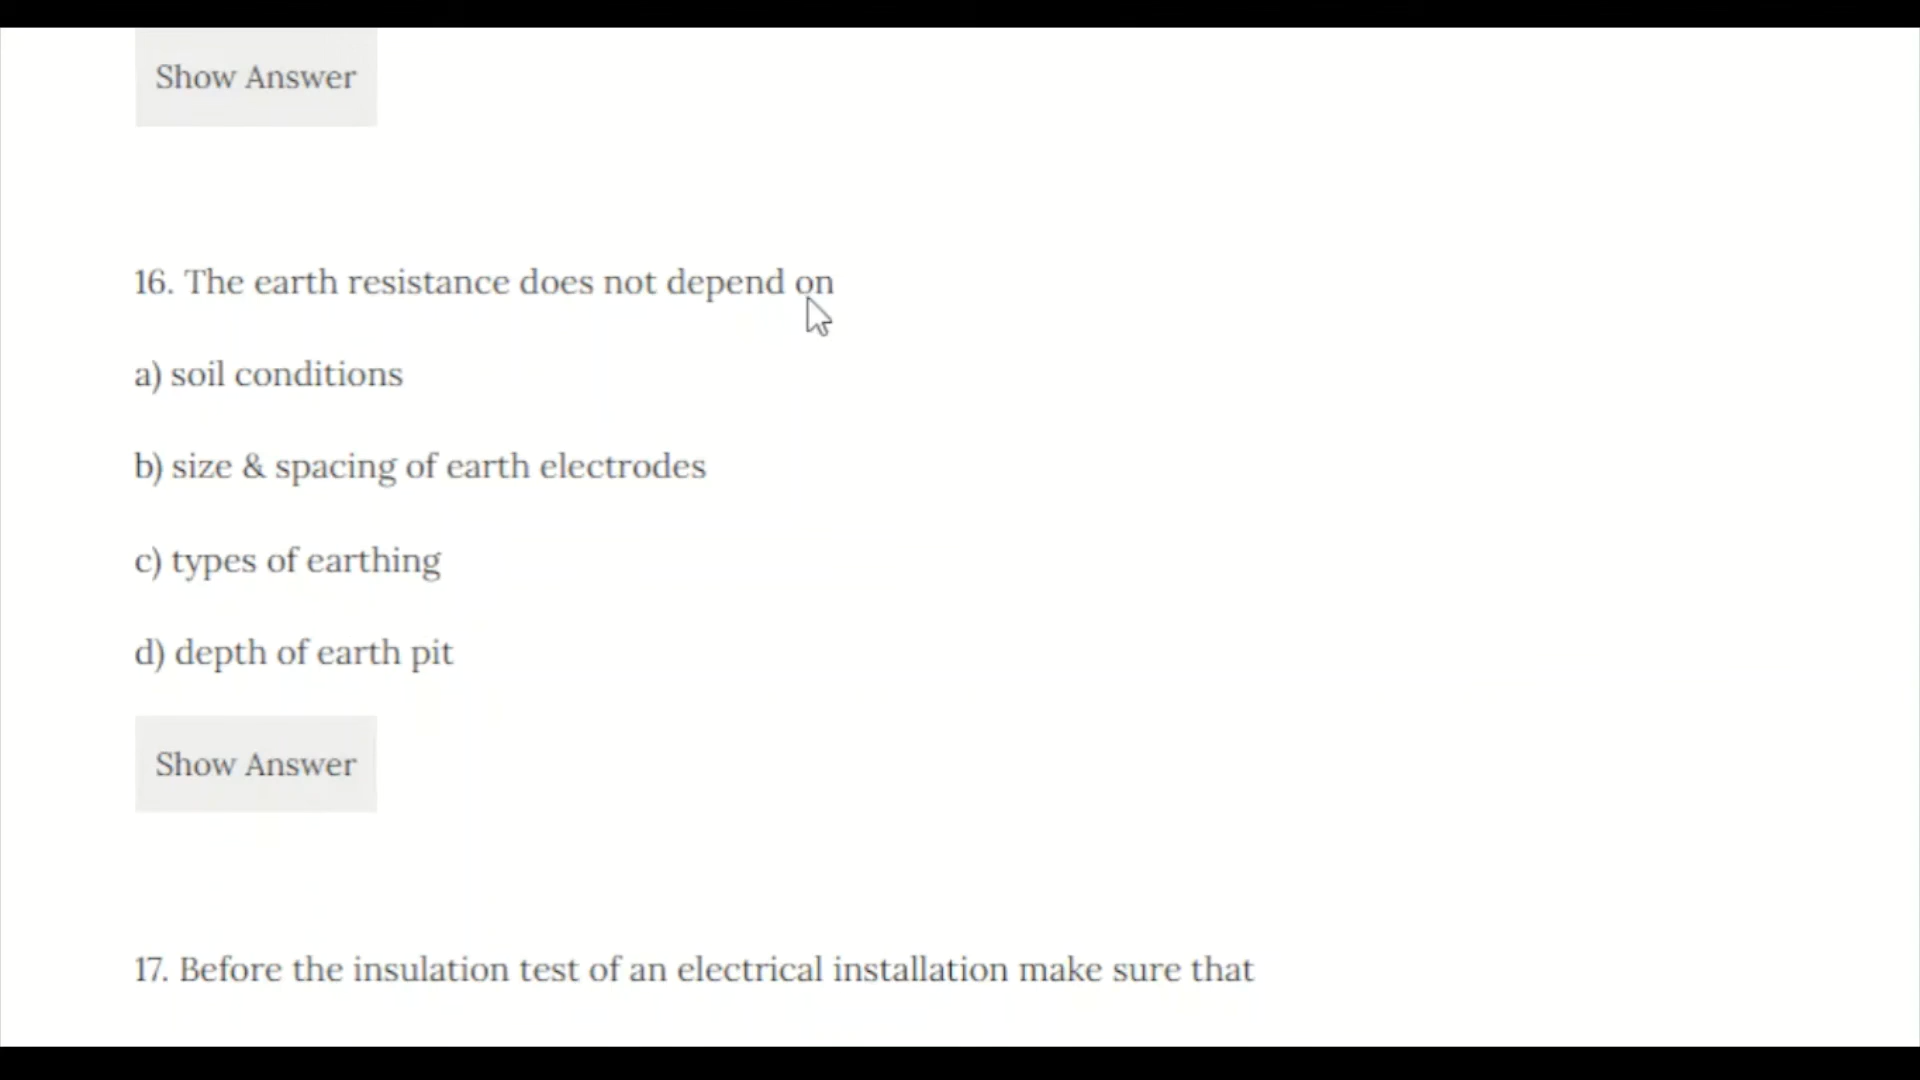 Show Answer
16. The earth resistance does not depend on
a) soil conditions
b) size & spacing of earth electrodes
c) types of earthing
d) depth of earth pit
Show Answer
17. Before the insulation test of an electrical installation make sure that